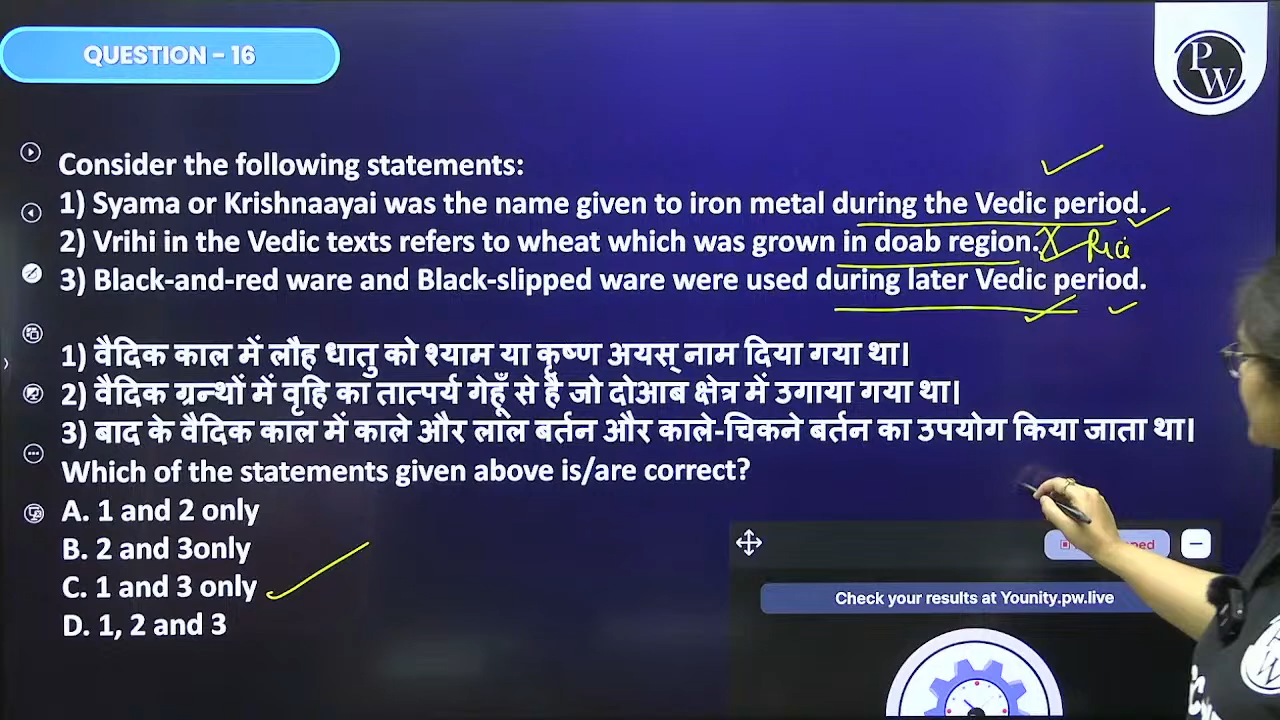 QUESTION - 16
PW
Consider the following statements:
1) Syama or Krishnaayai was the name given to iron metal during the Vedic period.
2) Vrihi in the Vedic texts refers to wheat which was grown in doab region.
3) Black-and-red ware and Black-slipped ware were used during later Vedic period.
1) वैदिक काल में लौह धातु को श्याम या कृष्ण अयस् नाम दिया गया था।
2) वैदिक ग्रन्थों में वृहि का तात्पर्य गेहूँ से है जो दोआब क्षेत्र में उगाया गया था।
3) बाद के वैदिक काल में काले और लाल बर्तन और काले-चिकने बर्तन का उपयोग किया जाता था।
Which of the statements given above is/are correct?
A. 1 and 2 only
B. 2 and 3only
C. 1 and 3 only
D. 1, 2 and 3
Check your results at Younity.pw.live